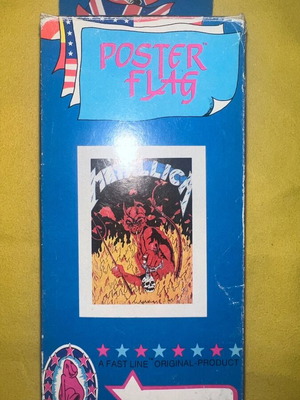 POSTER
FLAG
METALLICA
A FAST LINE ORIGINAL PRODUCT